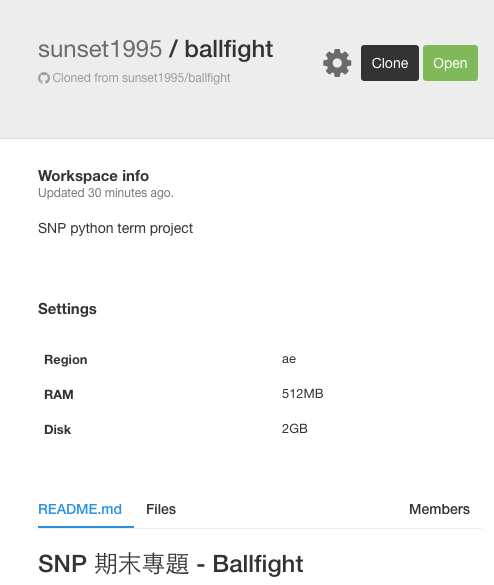 sunset1995 / ballfight
Cloned from sunset1995/ballfight
Clone
Open
Workspace info
Updated 30 minutes ago.
SNP python term project
Settings
Region ae
RAM 512MB
Disk 2GB
README.md Files Members
SNP 期末專題 - Ballfight